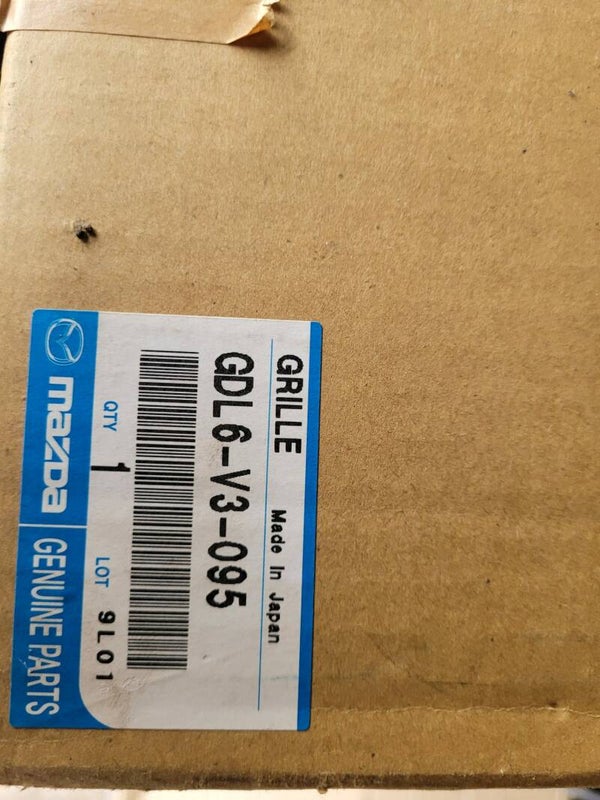 GRILLE
Made In Japan
GDL6-V3-095
QTY 1
LOT 9L01
mazda GENUINE PARTS